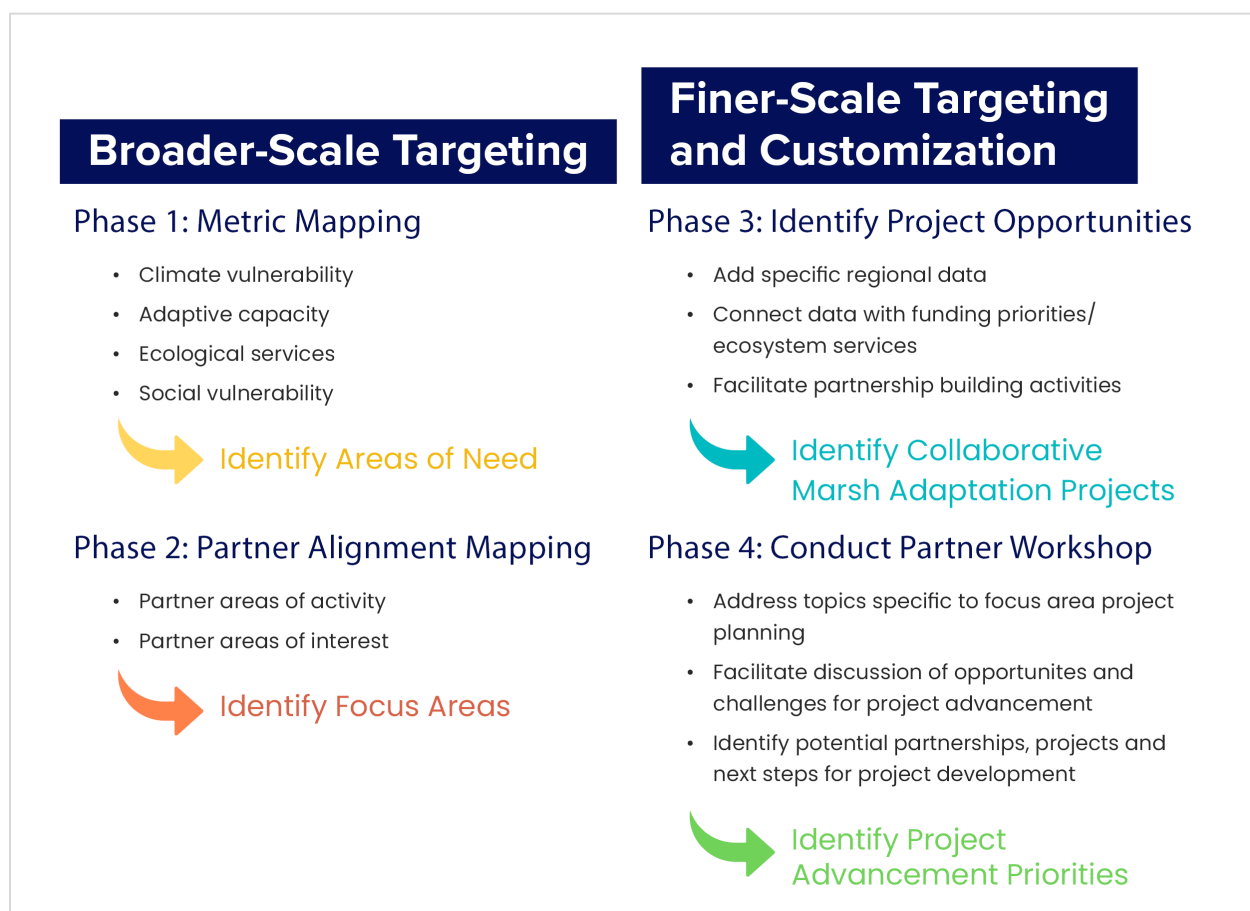 Broader-Scale Targeting
Phase 1: Metric Mapping
• Climate vulnerability
• Adaptive capacity
• Ecological services
• Social vulnerability
Identify Areas of Need
Phase 2: Partner Alignment Mapping
• Partner areas of activity
• Partner areas of interest
Identify Focus Areas
Finer-Scale Targeting
and Customization
Phase 3: Identify Project Opportunities
• Add specific regional data
• Connect data with funding priorities/
ecosystem services
• Facilitate partnership building activities
Identify Collaborative
Marsh Adaptation Projects
Phase 4: Conduct Partner Workshop
• Address topics specific to focus area project
planning
• Facilitate discussion of opportunites and
challenges for project advancement
• Identify potential partnerships, projects and
next steps for project development
Identify Project
Advancement Priorities